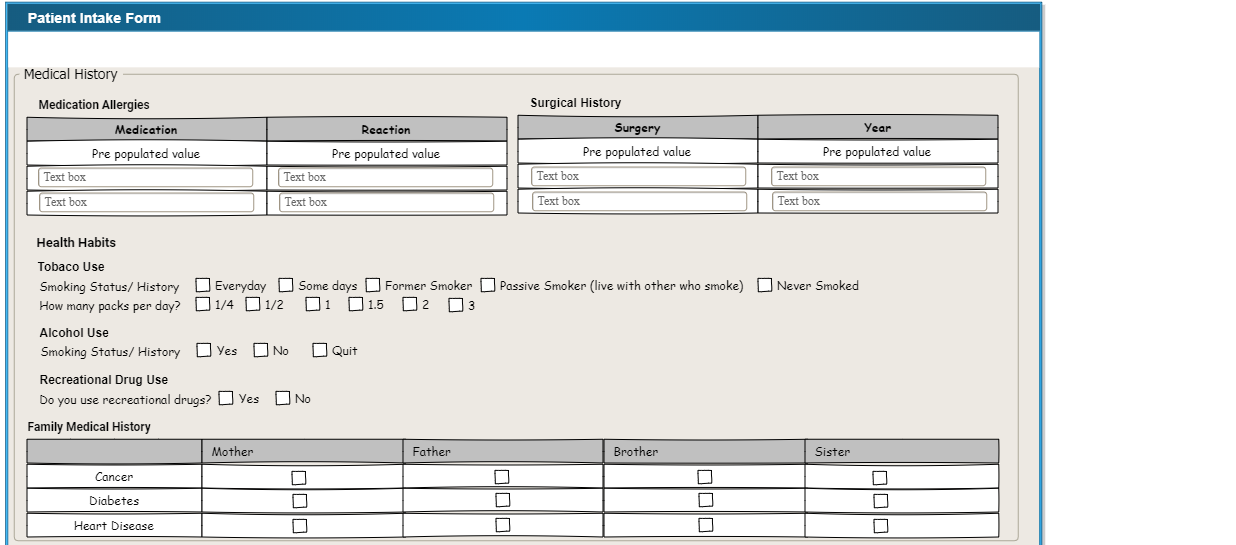 Patient Intake Form
Medical History
Medication Allergies
Medication Reaction
Pre populated value Pre populated value
Text box Text box
Text box Text box
Surgical History
Surgery Year
Pre populated value Pre populated value
Text box Text box
Text box Text box
Health Habits
Tobaco Use
Smoking Status/ History Everyday Some days Former Smoker Passive Smoker (live with other who smoke) Never Smoked
How many packs per day? 1/4 1/2 1 1.5 2 3
Alcohol Use
Smoking Status/ History Yes No Quit
Recreational Drug Use
Do you use recreational drugs? Yes No
Family Medical History
Mother Father Brother Sister
Cancer
Diabetes
Heart Disease